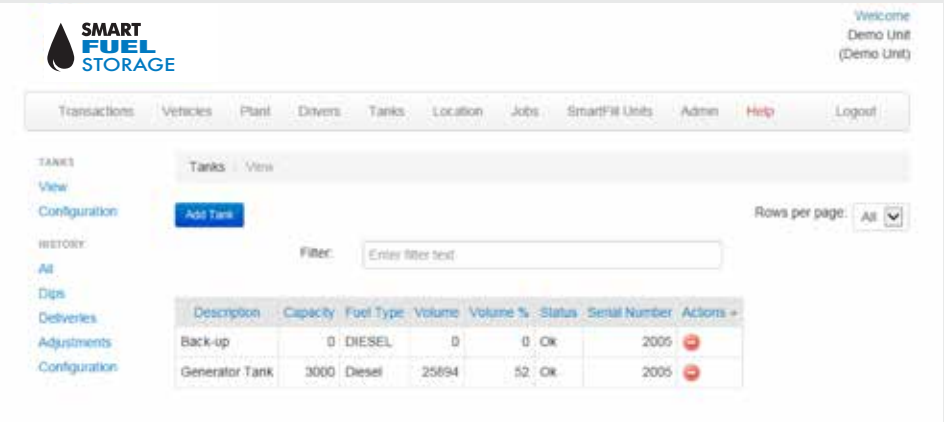 SMART
FUEL
STORAGE
Welcome
Demo Unit
(Demo Unit)
Transactions Vehicles Plant Drivers Tanks Location Jobs SmartFill Units Admin Help Logout
TANKS
View
Configuration
HISTORY
All
Dips
Deliveries
Adjustments
Configuration
Tanks / View
Add Tank
Rows per page: All
Filter: Enter filter text
Description Capacity Fuel Type Volume Volume % Status Serial Number Actions
Back-up 0 DIESEL 0 0 Ok 2005
Generator Tank 3000 Diesel 25894 52 Ok 2005